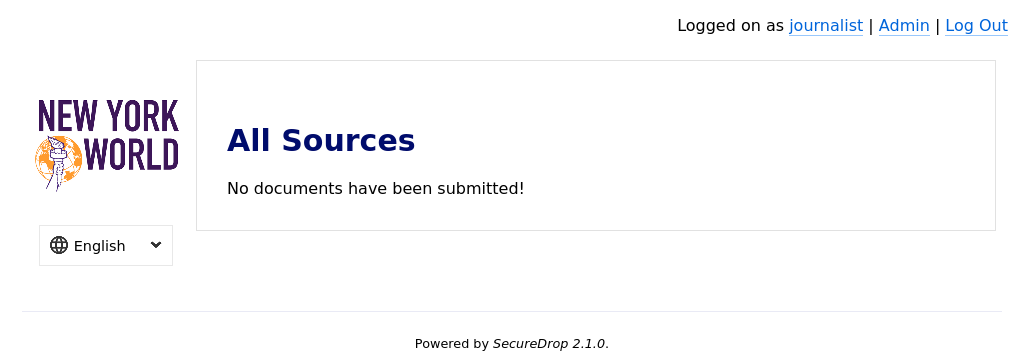 Logged on as journalist | Admin | Log Out
NEW YORK
WORLD
All Sources
No documents have been submitted!
English
Powered by SecureDrop 2.1.0.